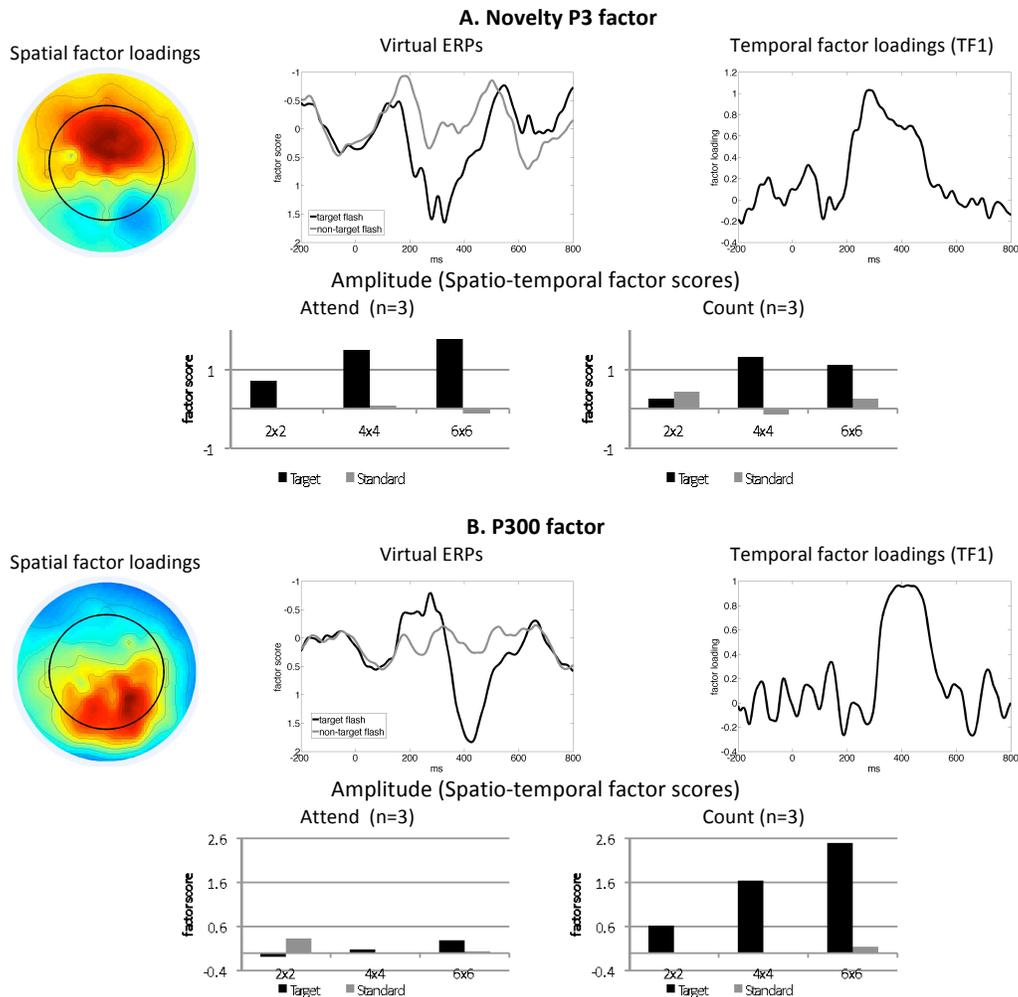 A. Novelty P3 factor
Spatial factor loadings
Virtual ERPs
Temporal factor loadings (TF1)
-1
-0.5
0
0.5
1
1.5
2
factor score
target flash
non-target flash
-200 0 200 400 600 800
ms
1.2
1
0.8
0.6
0.4
0.2
0
-0.2
-0.4
factor loading
-200 0 200 400 600 800
ms
Amplitude (Spatio-temporal factor scores)
Attend (n=3)
factor score
1
-1
2x2 4x4 6x6
Target Standard
Count (n=3)
factor score
1
-1
2x2 4x4 6x6
Target Standard
B. P300 factor
Spatial factor loadings
Virtual ERPs
Temporal factor loadings (TF1)
-1
-0.5
0
0.5
1
1.5
2
factor score
target flash
non-target flash
-200 0 200 400 600 800
ms
1
0.8
0.6
0.4
0.2
0
-0.2
-0.4
factor loading
-200 0 200 400 600 800
ms
Amplitude (Spatio-temporal factor scores)
Attend (n=3)
factor score
2.6
1.6
0.6
-0.4
2x2 4x4 6x6
Target Standard
Count (n=3)
factor score
2.6
1.6
0.6
-0.4
2x2 4x4 6x6
Target Standard